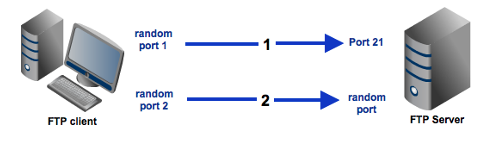 random
port 1
1
Port 21
random
port 2
2
random
port
FTP client
FTP Server